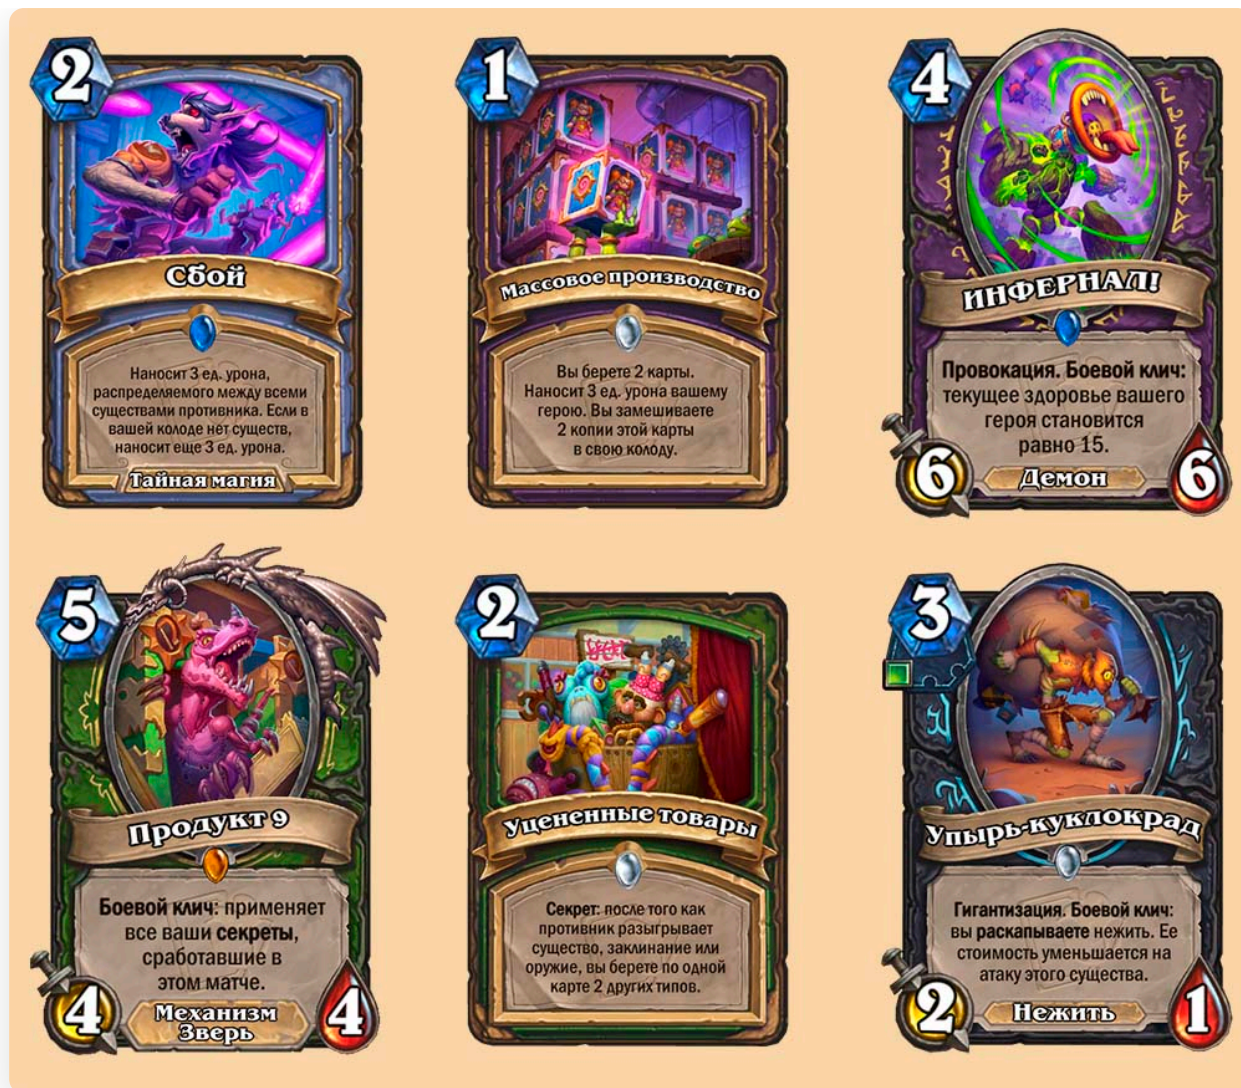 2
Сбой
Наносит 3 ед. урона,
распределяемого между всеми
существами противника. Если в
вашей колоде нет существ,
наносит еще 3 ед. урона.
Тайная магия
1
Массовое производство
Вы берете 2 карты.
Наносит 3 ед. урона вашему
герою. Вы замешиваете
2 копии этой карты
в свою колоду.
4
ИНФЕРНАЛ!
Провокация. Боевой клич:
текущее здоровье вашего
героя становится
равно 15.
6
Демон
6
5
Продукт 9
Боевой клич: применяет
все ваши секреты,
сработавшие в
этом матче.
4
Механизм
Зверь
4
2
Уцененные товары
Секрет: после того как
противник разыгрывает
существо, заклинание или
оружие, вы берете по одной
карте 2 других типов.
3
Упырь-куклокрад
Гигантизация. Боевой клич:
вы раскапываете нежить. Ее
стоимость уменьшается на
атаку этого существа.
2
Нежить
1